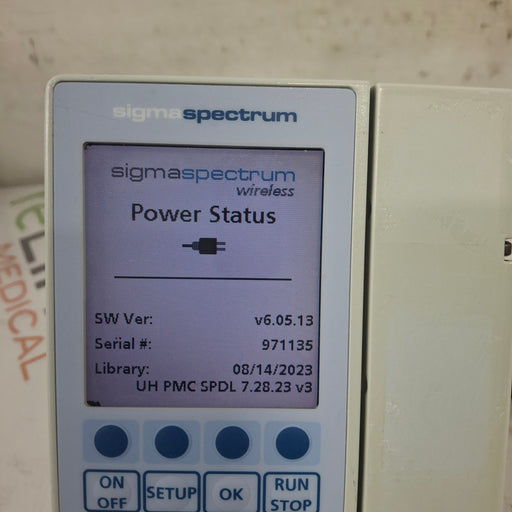 sigmaspectrum
sigmaspectrum
wireless
Power Status
SW Ver: v6.05.13
Serial #: 971135
Library: 08/14/2023
UH PMC SPDL 7.28.23 v3
ON OFF
SETUP
OK
RUN STOP
MEDICAL